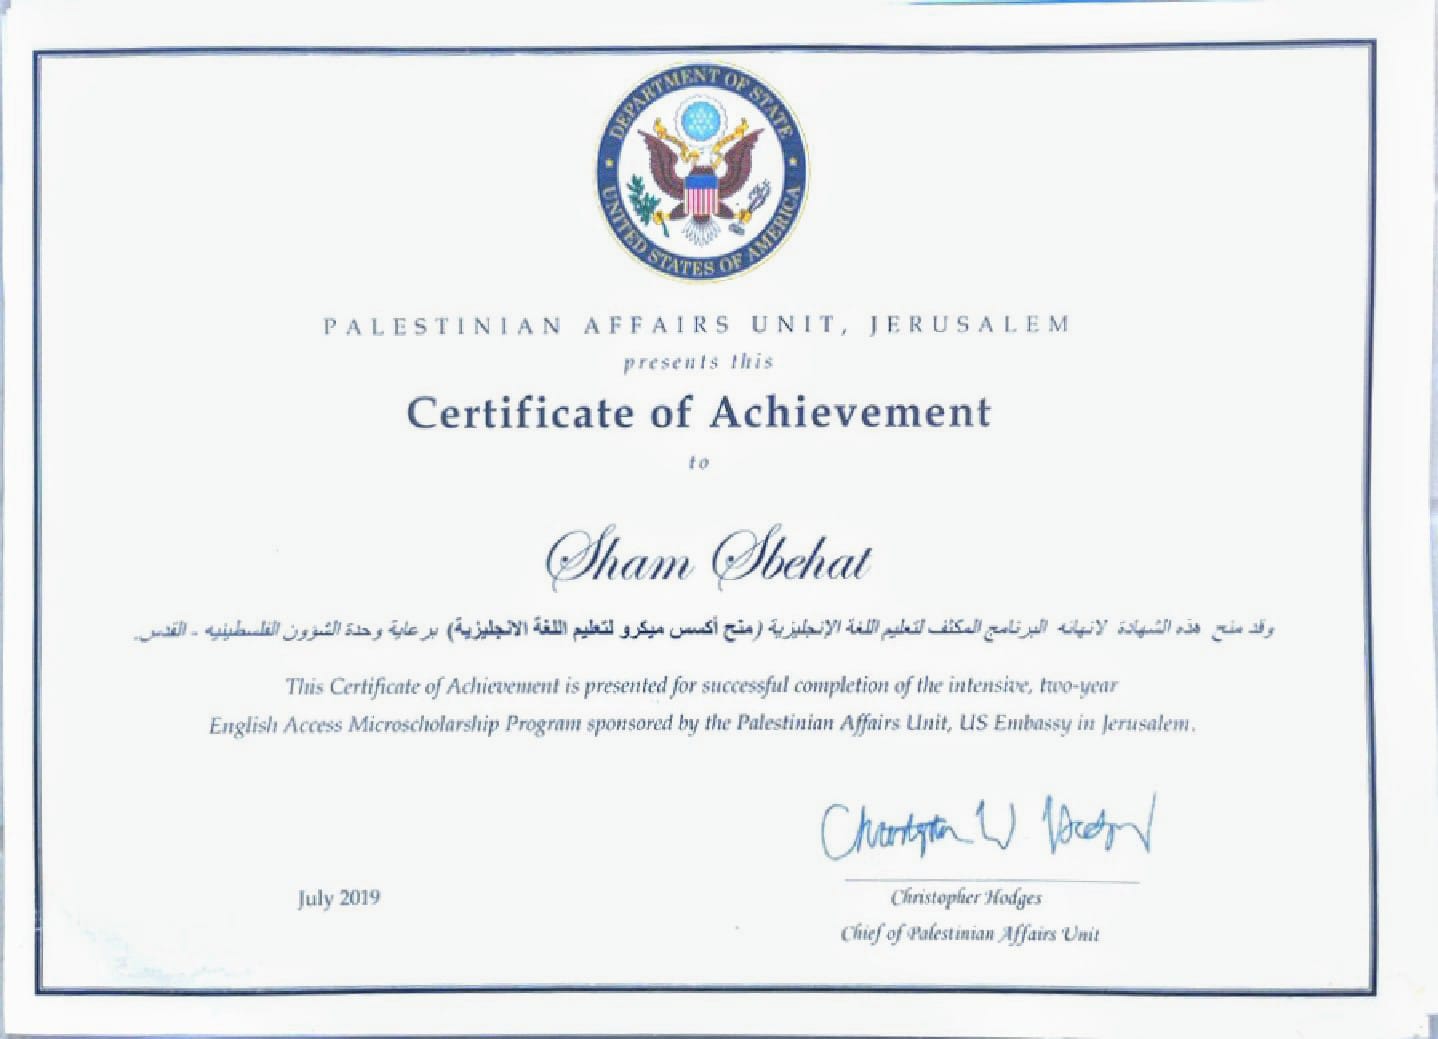 DEPARTMENT OF STATE
UNITED STATES OF AMERICA
PALESTINIAN AFFAIRS UNIT, JERUSALEM
presents this
Certificate of Achievement
to
Sham Sbehat
وقد منح هذه الشهادة لانهائه البرنامج المكثف لتعليم اللغة الإنجليزية (منح أكسس ميكرو لتعليم اللغة الانجليزية) برعاية وحدة الشؤون الفلسطينيه - القدس.
This Certificate of Achievement is presented for successful completion of the intensive, two-year
English Access Microscholarship Program sponsored by the Palestinian Affairs Unit, US Embassy in Jerusalem.
July 2019
Christopher Hodges
Chief of Palestinian Affairs Unit